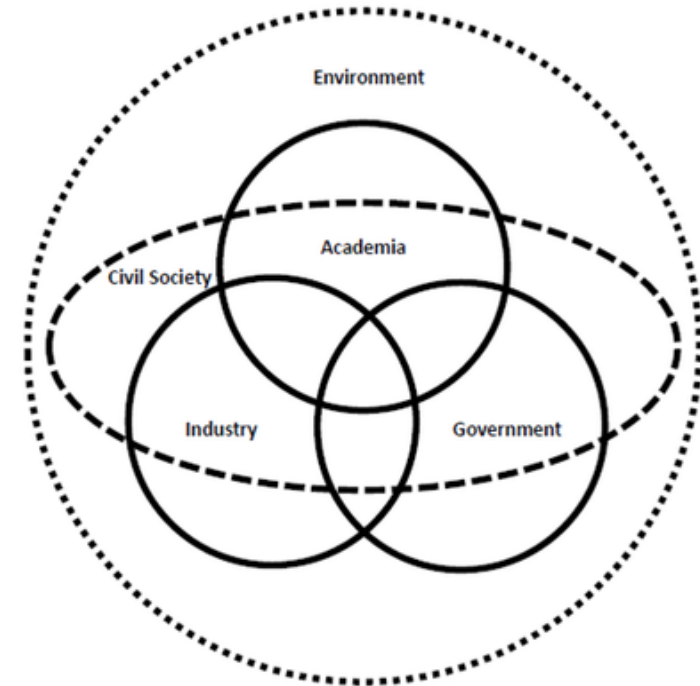 Environment
Academia
Civil Society
Industry
Government